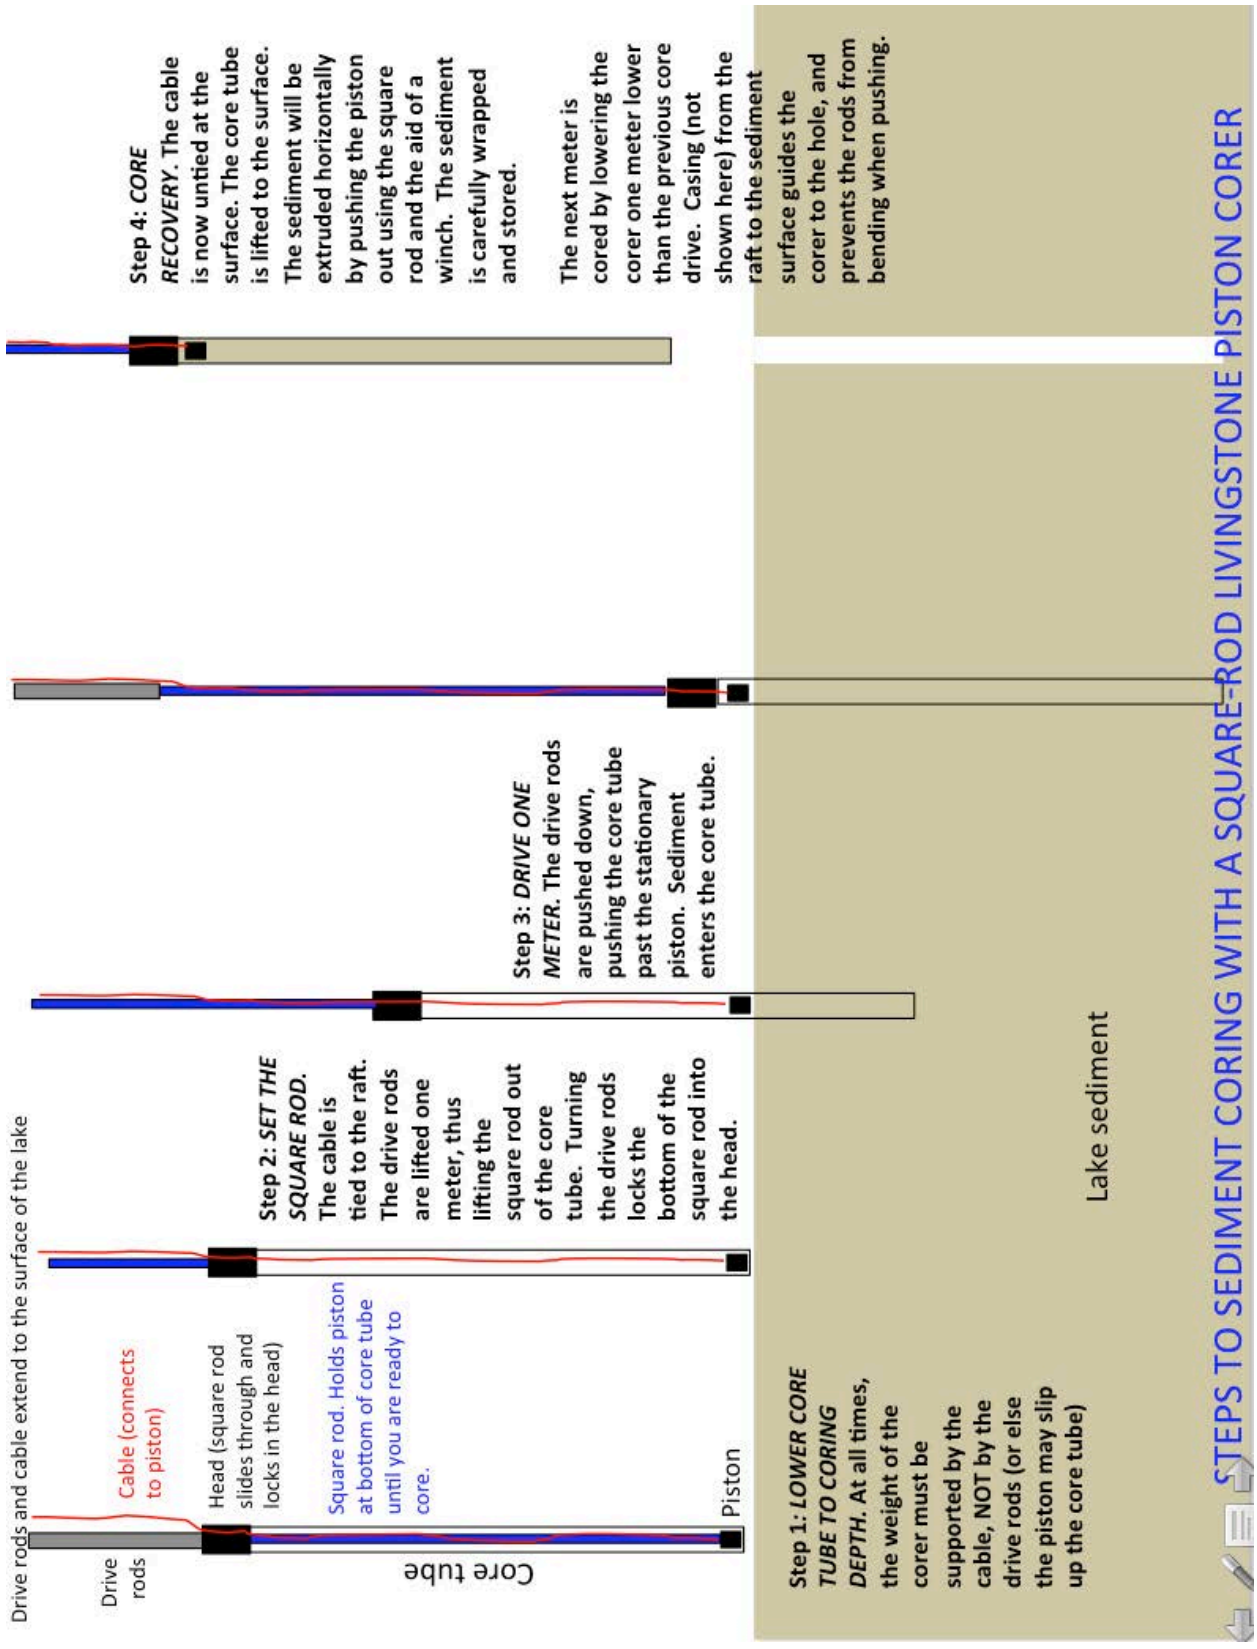 Drive rods and cable extend to the surface of the lake
Drive
rods
Cable (connects
to piston)
Head (square rod
slides through and
locks in the head)
Square rod. Holds piston
at bottom of core tube
until you are ready to
core.
Core tube
Piston
Step 1: LOWER CORE
TUBE TO CORING
DEPTH. At all times,
the weight of the
corer must be
supported by the
cable, NOT by the
drive rods (or else
the piston may slip
up the core tube)
Step 2: SET THE
SQUARE ROD.
The cable is
tied to the raft.
The drive rods
are lifted one
meter, thus
lifting the
square rod out
of the core
tube. Turning
the drive rods
locks the
bottom of the
square rod into
the head.
Step 3: DRIVE ONE
METER. The drive rods
are pushed down,
pushing the core tube
past the stationary
piston. Sediment
enters the core tube.
Step 4: CORE
RECOVERY. The cable
is now untied at the
surface. The core tube
is lifted to the surface.
The sediment will be
extruded horizontally
by pushing the piston
out using the square
rod and the aid of a
winch. The sediment
is carefully wrapped
and stored.
The next meter is
cored by lowering the
corer one meter lower
than the previous core
drive. Casing (not
shown here) from the
raft to the sediment
surface guides the
corer to the hole, and
prevents the rods from
bending when pushing.
Lake sediment
STEPS TO SEDIMENT CORING WITH A SQUARE-ROD LIVINGSTONE PISTON CORER